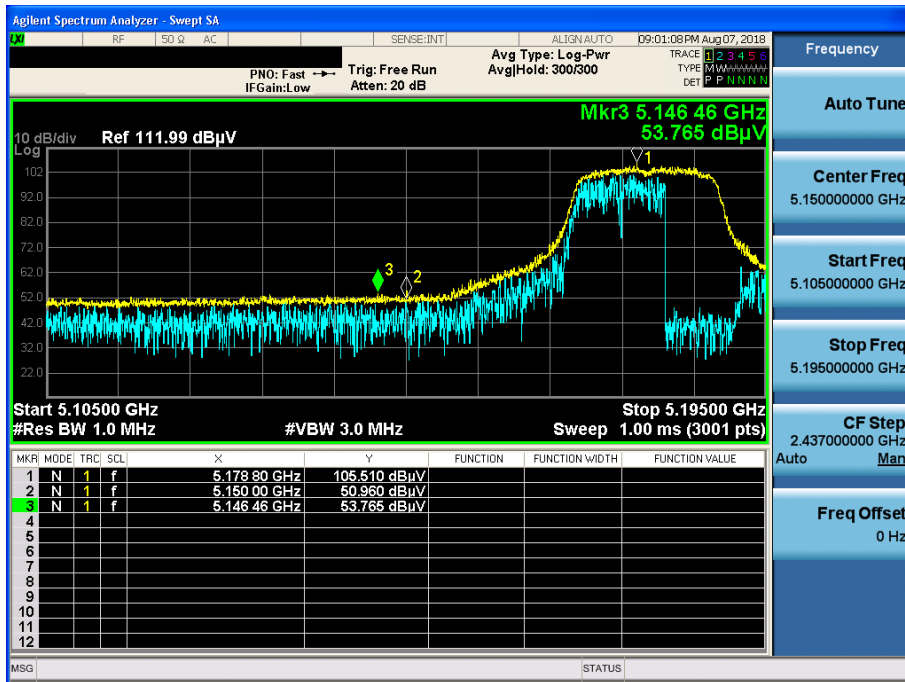 Agilent Spectrum Analyzer - Swept SA
LXI RF 50 Ω AC SENSE:INT ALIGN AUTO 09:01:08 PM Aug 07, 2018
PNO: Fast
IFGain:Low
Trig: Free Run
Atten: 20 dB
Avg Type: Log-Pwr
Avg|Hold: 300/300
TRACE 1 2 3 4 5 6
TYPE M W W W W W
DET P P N N N N
Mkr3 5.146 46 GHz
53.765 dBµV
10 dB/div Ref 111.99 dBµV
Log
102
92.0
82.0
72.0
62.0
52.0
42.0
32.0
22.0
1
3
2
Start 5.10500 GHz Stop 5.19500 GHz
#Res BW 1.0 MHz #VBW 3.0 MHz Sweep 1.00 ms (3001 pts)
MKR MODE TRC SCL X Y FUNCTION FUNCTION WIDTH FUNCTION VALUE
1 N 1 f 5.178 80 GHz 105.510 dBµV
2 N 1 f 5.150 00 GHz 50.960 dBµV
3 N 1 f 5.146 46 GHz 53.765 dBµV
4
5
6
7
8
9
10
11
12
MSG STATUS
Frequency
Auto Tune
Center Freq
5.150000000 GHz
Start Freq
5.105000000 GHz
Stop Freq
5.195000000 GHz
CF Step
2.437000000 GHz
Auto Man
Freq Offset
0 Hz